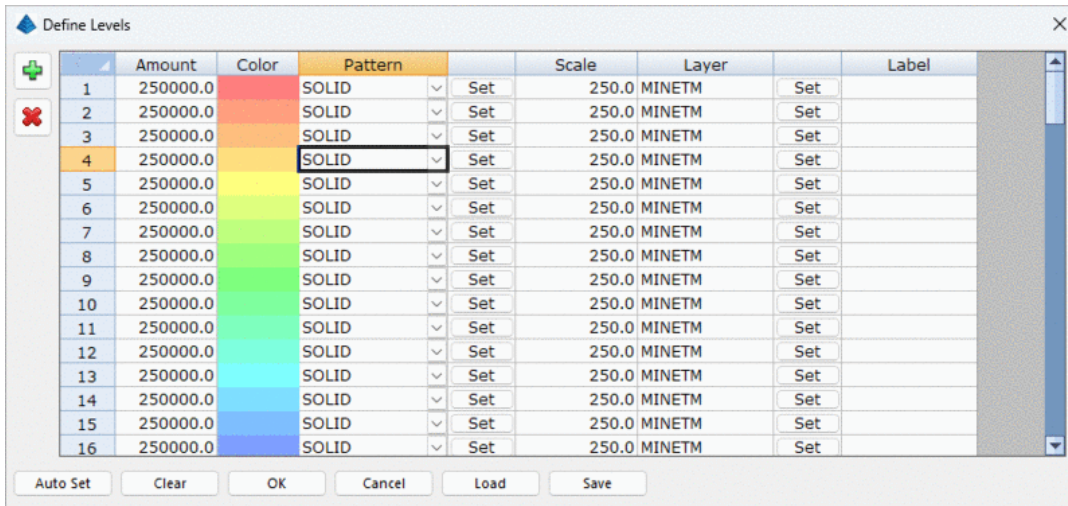 Define Levels
Amount Color Pattern Scale Layer Label
1 250000.0 SOLID Set 250.0 MINETM Set
2 250000.0 SOLID Set 250.0 MINETM Set
3 250000.0 SOLID Set 250.0 MINETM Set
4 250000.0 SOLID Set 250.0 MINETM Set
5 250000.0 SOLID Set 250.0 MINETM Set
6 250000.0 SOLID Set 250.0 MINETM Set
7 250000.0 SOLID Set 250.0 MINETM Set
8 250000.0 SOLID Set 250.0 MINETM Set
9 250000.0 SOLID Set 250.0 MINETM Set
10 250000.0 SOLID Set 250.0 MINETM Set
11 250000.0 SOLID Set 250.0 MINETM Set
12 250000.0 SOLID Set 250.0 MINETM Set
13 250000.0 SOLID Set 250.0 MINETM Set
14 250000.0 SOLID Set 250.0 MINETM Set
15 250000.0 SOLID Set 250.0 MINETM Set
16 250000.0 SOLID Set 250.0 MINETM Set
Auto Set Clear OK Cancel Load Save